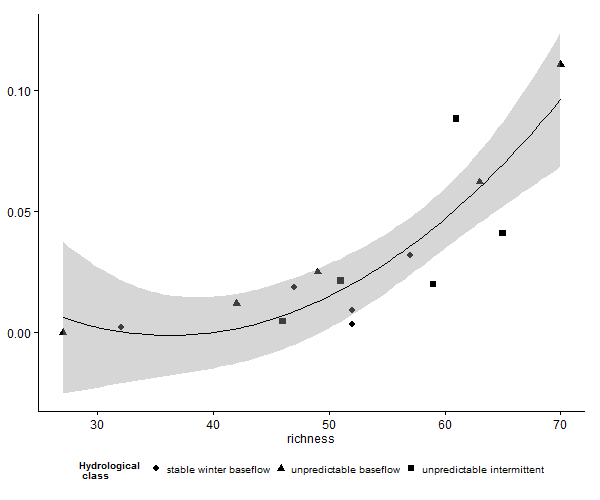 0.10
0.05
0.00
30 40 50 60 70
richness
Hydrological
class
stable winter baseflow unpredictable baseflow unpredictable intermittent